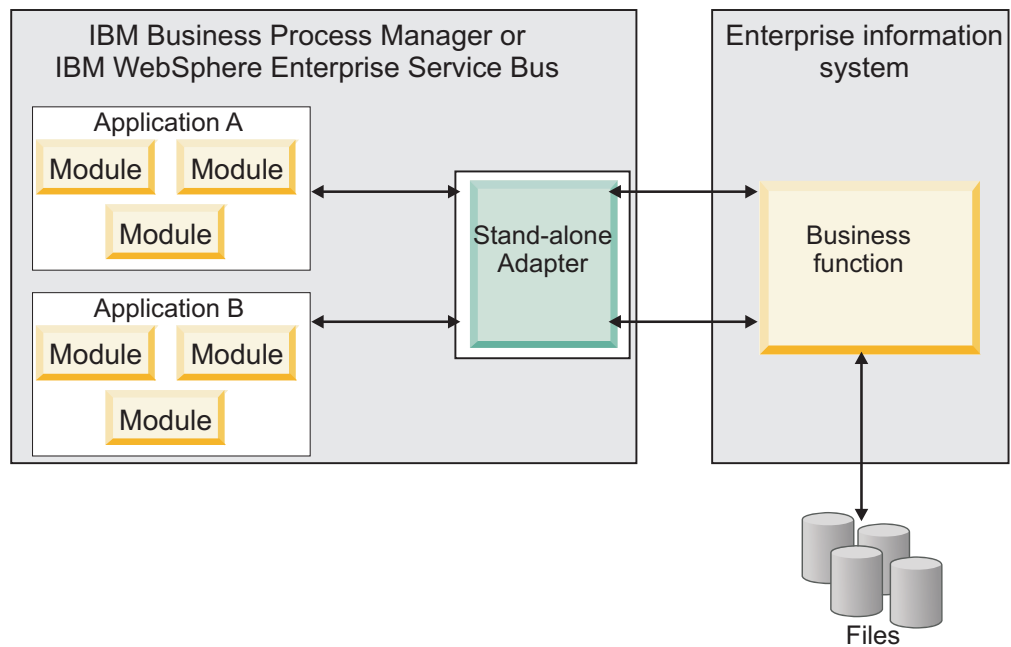 IBM Business Process Manager or
IBM WebSphere Enterprise Service Bus
Application A
Module
Module
Module
Application B
Module
Module
Module
Stand-alone
Adapter
Enterprise information
system
Business
function
Files